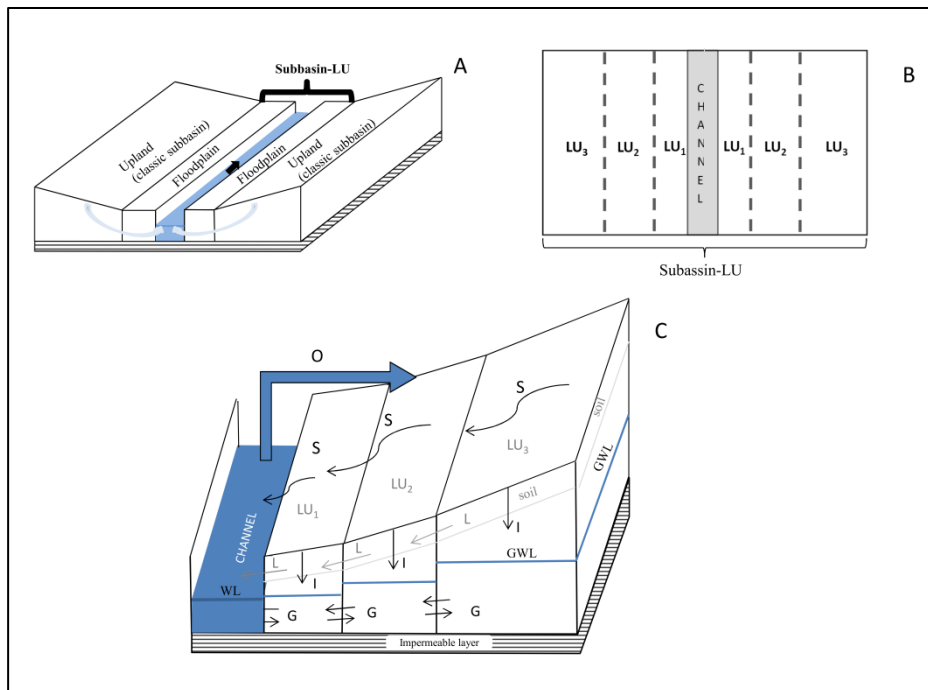 Subbasin-LU
A
Upland
(classic subbasin)
Floodplain
Floodplain
Upland
(classic subbasin)
B
LU3
LU2
LU1
CHANNEL
LU1
LU2
LU3
Subassin-LU
C
O
S
S
S
soil
GWL
LU3
LU2
LU1
soil
CHANNEL
L
L
L
I
I
I
GWL
WL
G
G
G
Impermeable layer